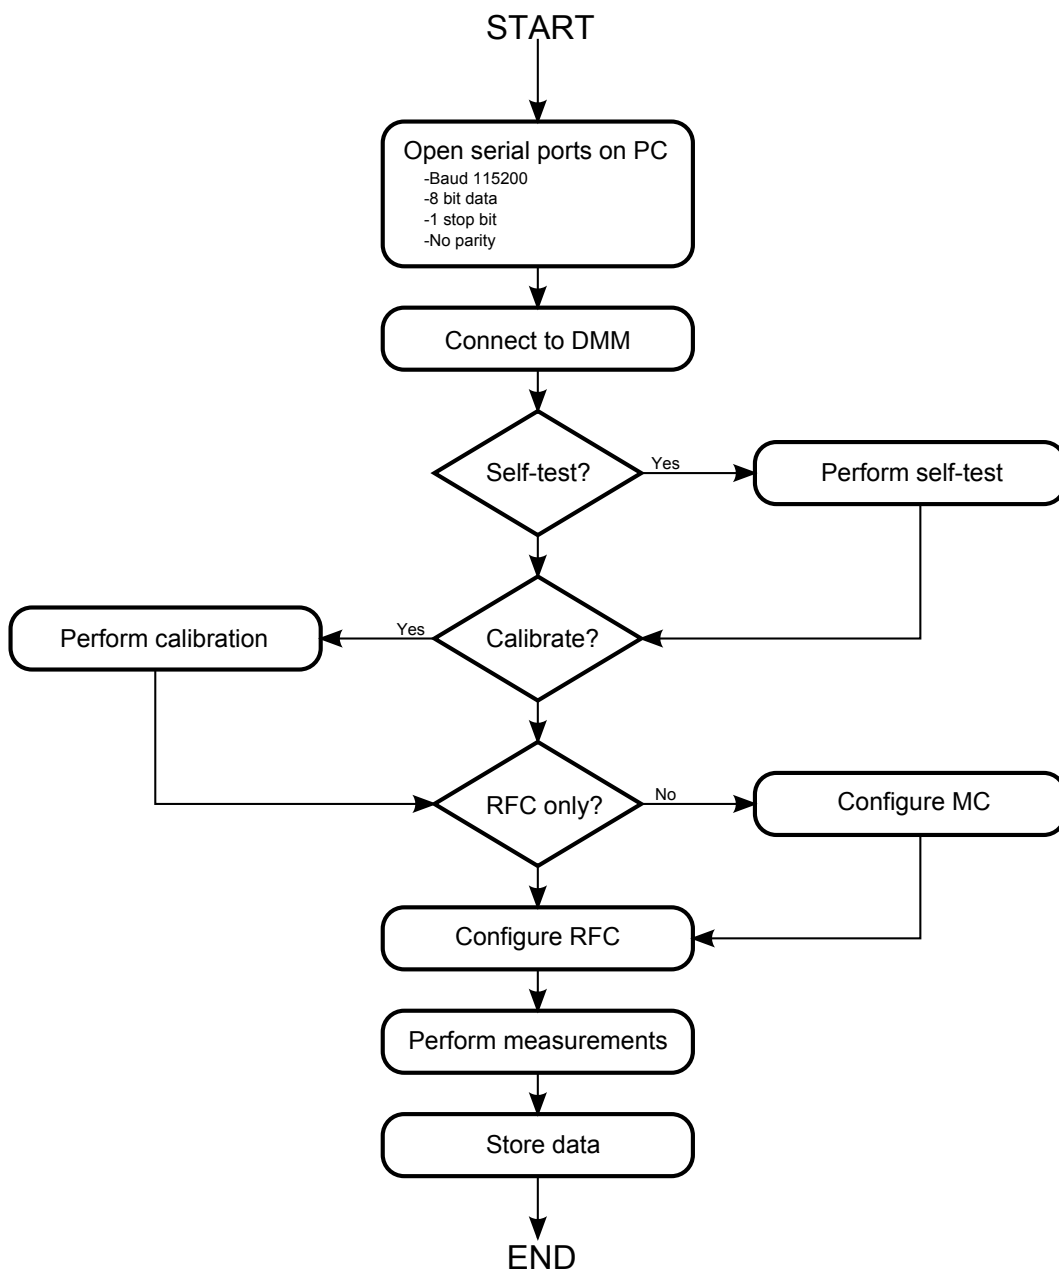 START
Open serial ports on PC
-Baud 115200
-8 bit data
-1 stop bit
-No parity
Connect to DMM
Self-test?
Yes
Perform self-test
Perform calibration
Yes
Calibrate?
RFC only?
No
Configure MC
Configure RFC
Perform measurements
Store data
END